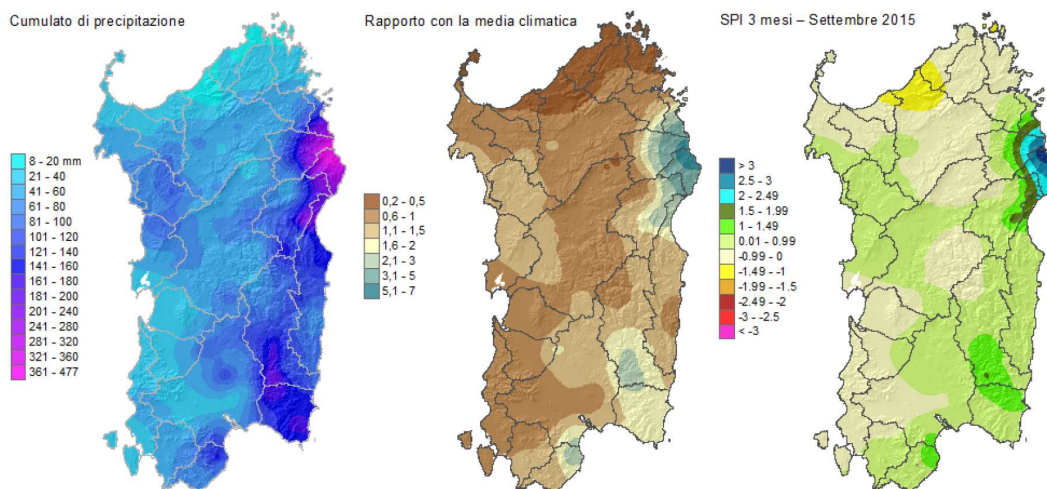 Cumulato di precipitazione
Rapporto con la media climatica
SPI 3 mesi – Settembre 2015
8 - 20 mm
21 - 40
41 - 60
61 - 80
81 - 100
101 - 120
121 - 140
141 - 160
161 - 180
181 - 200
201 - 240
241 - 280
281 - 320
321 - 360
361 - 477
0,2 - 0,5
0,6 - 1
1,1 - 1,5
1,6 - 2
2,1 - 3
3,1 - 5
5,1 - 7
> 3
2.5 - 3
2 - 2.49
1.5 - 1.99
1 - 1.49
0.01 - 0.99
-0.99 - 0
-1.49 - -1
-1.99 - -1.5
-2.49 - -2
-3 - -2.5
< -3